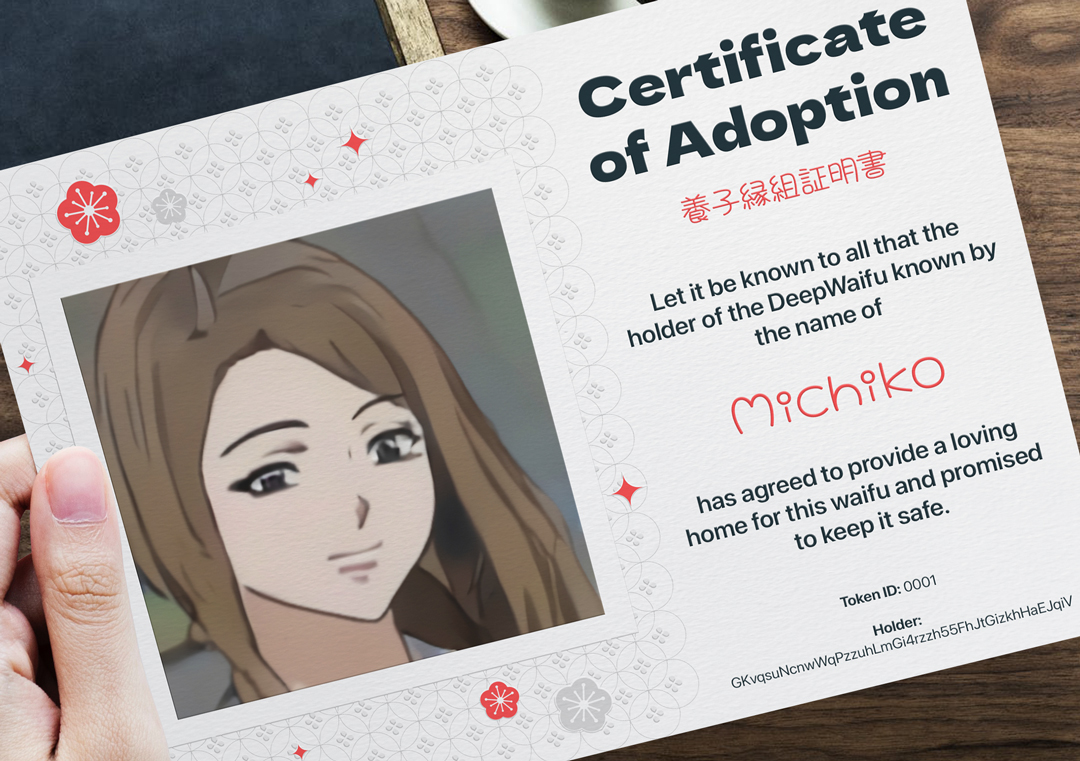 Certificate
of Adoption
養子縁組証明書
Let it be known to all that the
holder of the DeepWaifu known by
the name of
Michiko
has agreed to provide a loving
home for this waifu and promised
to keep it safe.
Token ID: 0001
Holder:
GKvqsuNcnwWqPzzuhLmGi4rzzh55FhJtGizkhHaEJqiV